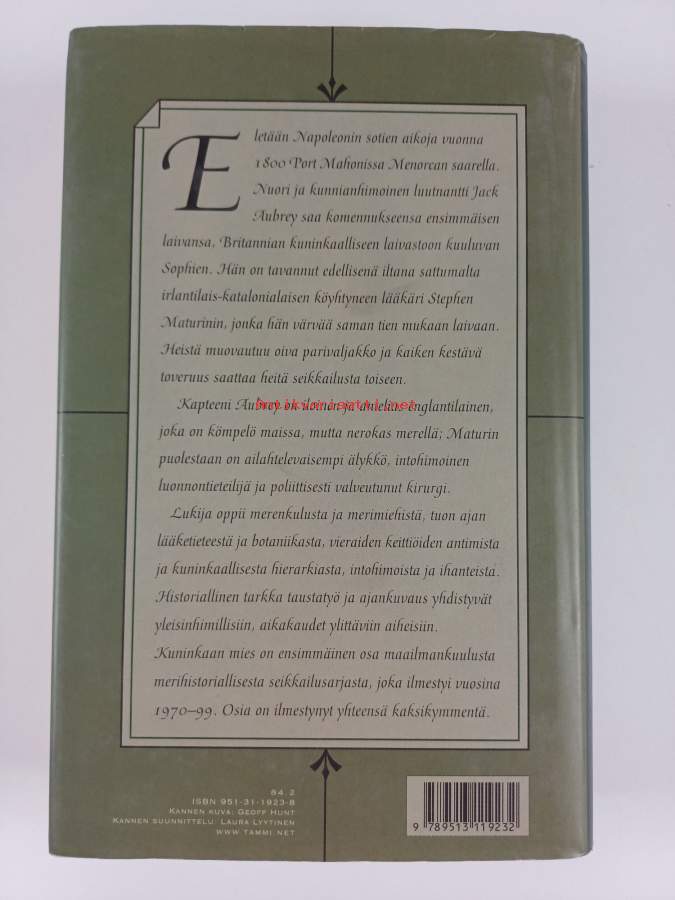 Eletään Napoleonin sotien aikoja vuonna
1800 Port Mahonissa Menorcan saarella.
Nuori ja kunnianhimoinen luutnantti Jack
Aubrey saa komennukseensa ensimmäisen
laivansa, Britannian kuninkaalliseen laivastoon kuuluvan
Sophien. Hän on tavannut edellisenä iltana sattumalta
irlantilais-katalonialaisen köyhtyneen lääkäri Stephen
Maturinin, jonka hän värvää saman tien mukaan laivaan.
Heistä muovautuu oiva parivaljakko ja kaiken kestävä
toveruus saattaa heitä seikkailusta toiseen.
Kapteeni Aubrey on iloinen ja antelias englantilainen,
joka on kömpelö maissa, mutta nerokas merellä; Maturin
puolestaan on ailahtelevaisempi älykkö, intohimoinen
luonnontieteilijä ja poliittisesti valveutunut kirurgi.
Lukija oppii merenkulusta ja merimiehistä, tuon ajan
lääketieteestä ja botaniikasta, vieraiden keittiöiden antimista
ja kuninkaallisesta hierarkiasta, intohimoista ja ihanteista.
Historiallinen tarkka taustatyö ja ajankuvaus yhdistyvät
yleisinhimillisiin, aikakaudet ylittäviin aiheisiin.
Kuninkaan mies on ensimmäinen osa maailmankuulusta
merihistoriallisesta seikkailusarjasta, joka ilmestyi vuosina
1970–99. Osia on ilmestynyt yhteensä kaksikymmentä.
84.2
ISBN 951-31-1923-8
KANNEN KUVA: GEOFF HUNT
KANNEN SUUNNITTELU: LAURA LYYTINEN
WWW.TAMMI.NET
9 789513 119232